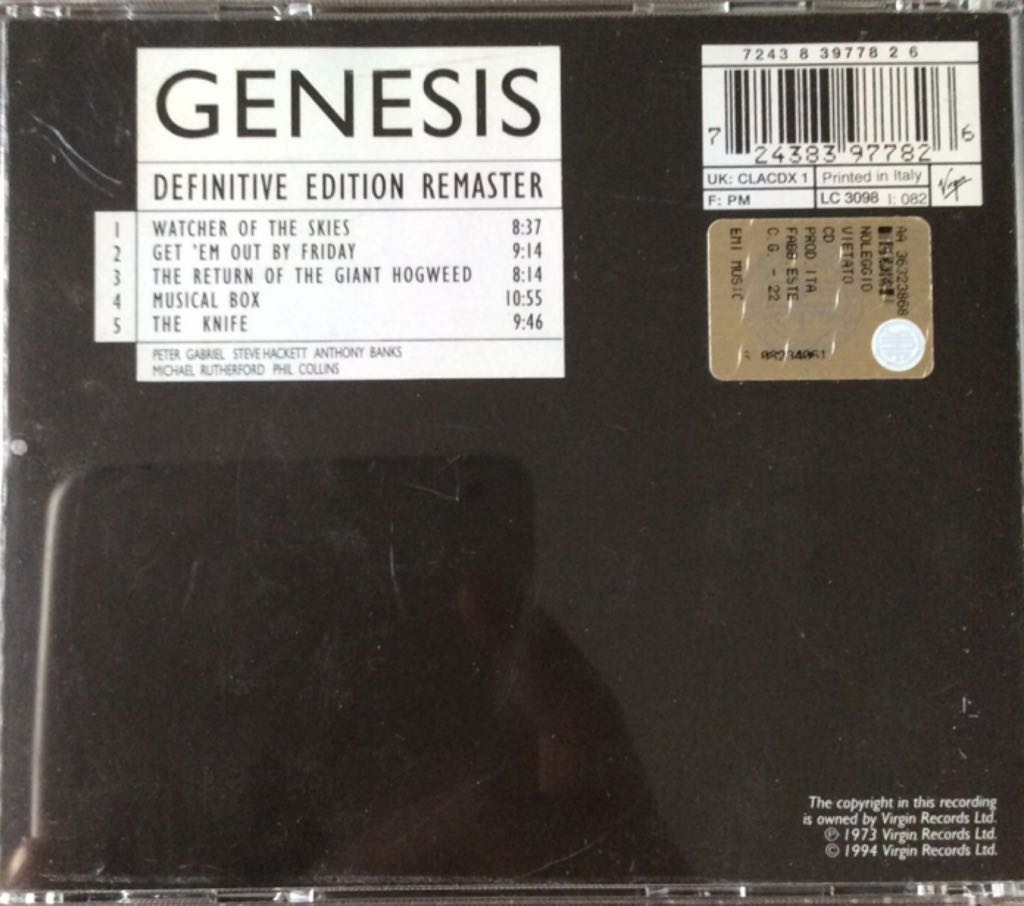 GENESIS
DEFINITIVE EDITION REMASTER
1 WATCHER OF THE SKIES 8:37
2 GET 'EM OUT BY FRIDAY 9:14
3 THE RETURN OF THE GIANT HOGWEED 8:14
4 MUSICAL BOX 10:55
5 THE KNIFE 9:46
PETER GABRIEL STEVE HACKETT ANTHONY BANKS
MICHAEL RUTHERFORD PHIL COLLINS
7243 8 39778 2 6
7 24383 97782 6
UK: CLACDX 1 Printed in Italy Virgin
F: PM LC 3098 I: 082
AA 36323868
NOLEGGIO
VIETATO
CD
PROD ITA
FABB ESTE
C.G. - 22
EMI MUSIC
The copyright in this recording
is owned by Virgin Records Ltd.
℗ 1973 Virgin Records Ltd.
© 1994 Virgin Records Ltd.